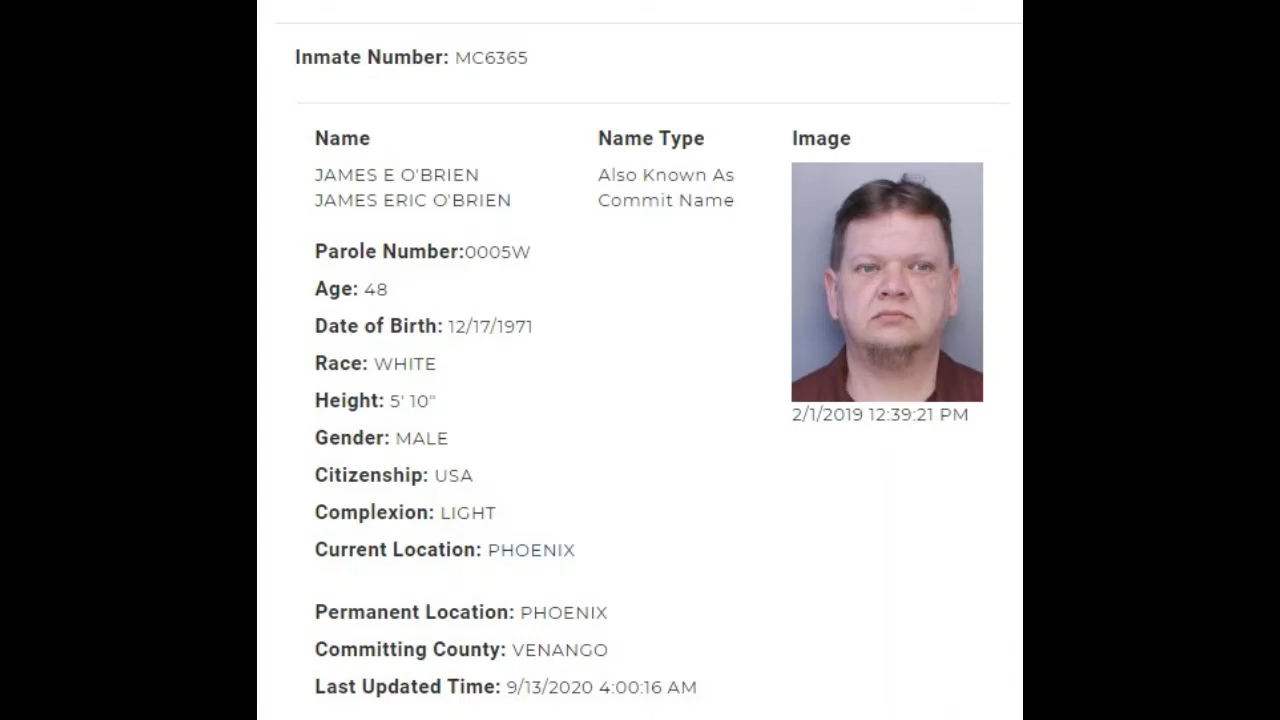 Inmate Number: MC6365
Name Name Type Image
JAMES E O'BRIEN Also Known As
JAMES ERIC O'BRIEN Commit Name
Parole Number:0005W
Age: 48
Date of Birth: 12/17/1971
Race: WHITE
Height: 5' 10"
2/1/2019 12:39:21 PM
Gender: MALE
Citizenship: USA
Complexion: LIGHT
Current Location: PHOENIX
Permanent Location: PHOENIX
Committing County: VENANGO
Last Updated Time: 9/13/2020 4:00:16 AM